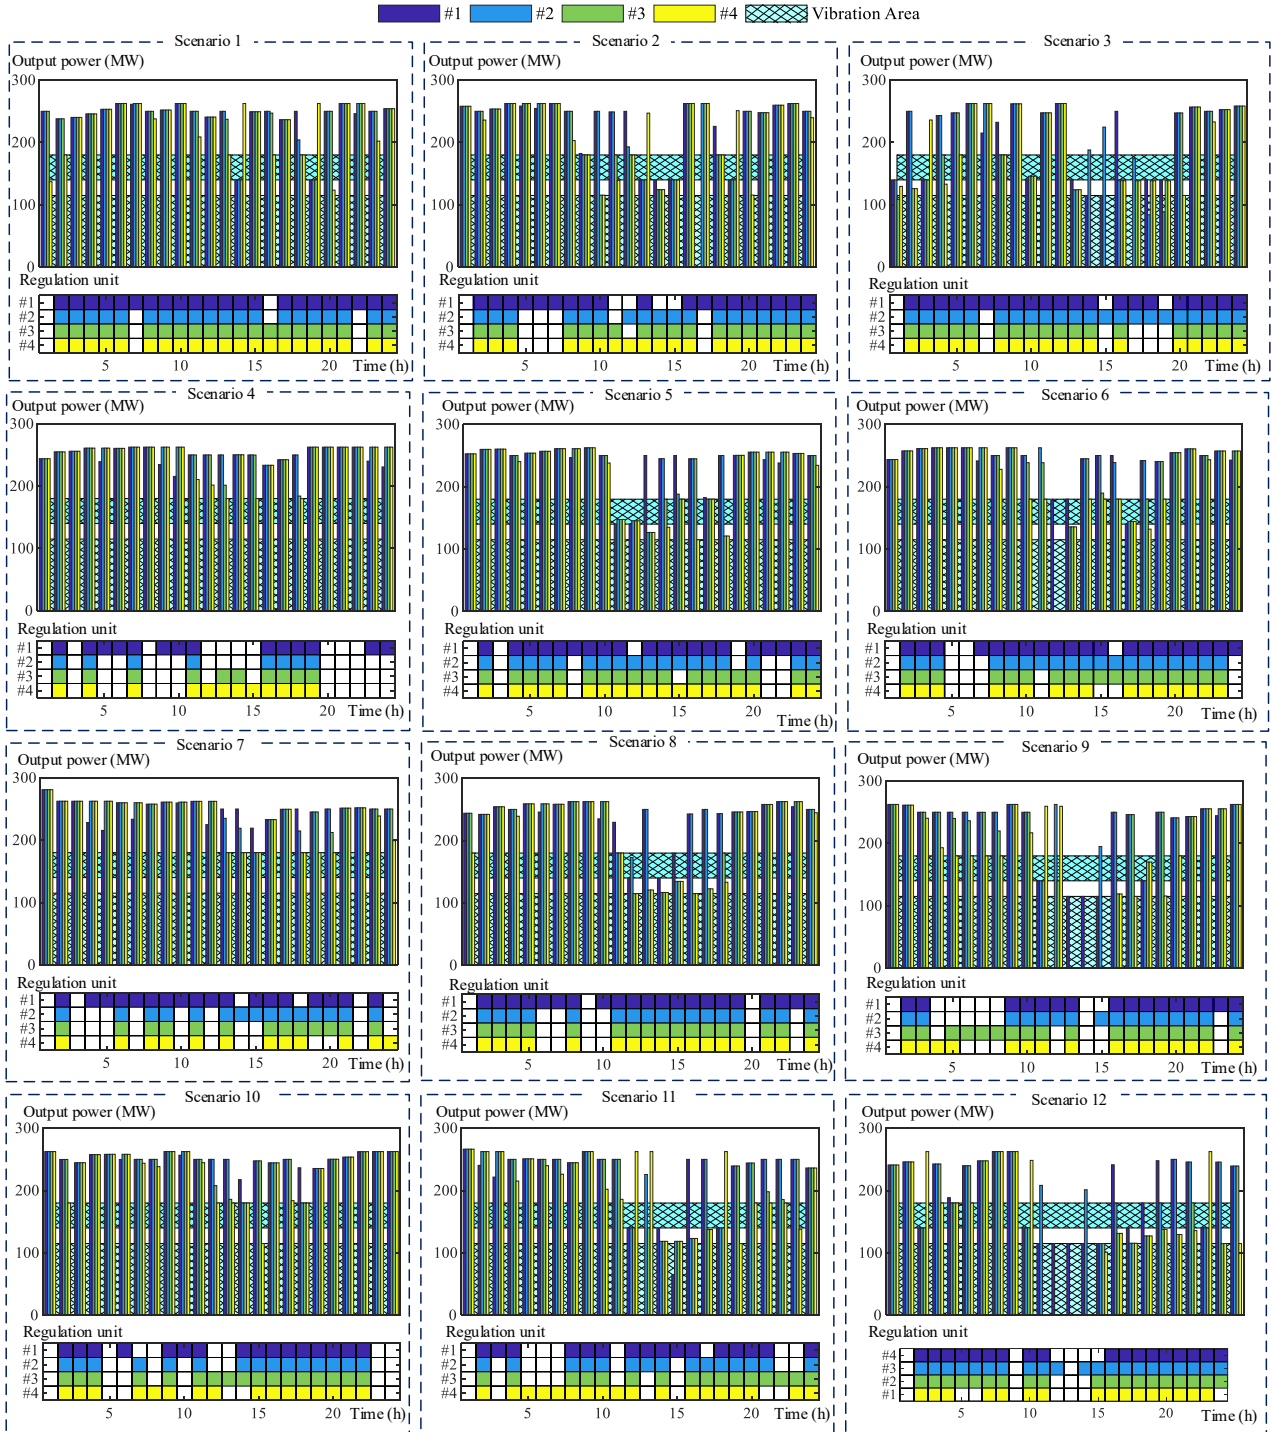 #1 #2 #3 #4 Vibration Area
Scenario 1
Output power (MW)
300
200
100
0
Regulation unit
#1
#2
#3
#4
5 10 15 20 Time (h)
Scenario 2
Output power (MW)
300
200
100
0
Regulation unit
#1
#2
#3
#4
5 10 15 20 Time (h)
Scenario 3
Output power (MW)
300
200
100
0
Regulation unit
#1
#2
#3
#4
5 10 15 20 Time (h)
Scenario 4
Output power (MW)
300
200
100
0
Regulation unit
#1
#2
#3
#4
5 10 15 20 Time (h)
Scenario 5
Output power (MW)
300
200
100
0
Regulation unit
#1
#2
#3
#4
5 10 15 20 Time (h)
Scenario 6
Output power (MW)
300
200
100
0
Regulation unit
#1
#2
#3
#4
5 10 15 20 Time (h)
Scenario 7
Output power (MW)
300
200
100
0
Regulation unit
#1
#2
#3
#4
5 10 15 20 Time (h)
Scenario 8
Output power (MW)
300
200
100
0
Regulation unit
#1
#2
#3
#4
5 10 15 20 Time (h)
Scenario 9
Output power (MW)
300
200
100
0
Regulation unit
#1
#2
#3
#4
5 10 15 20 Time (h)
Scenario 10
Output power (MW)
300
200
100
0
Regulation unit
#1
#2
#3
#4
5 10 15 20 Time (h)
Scenario 11
Output power (MW)
300
200
100
0
Regulation unit
#1
#2
#3
#4
5 10 15 20 Time (h)
Scenario 12
Output power (MW)
300
200
100
0
Regulation unit
#4
#3
#2
#1
5 10 15 20 Time (h)